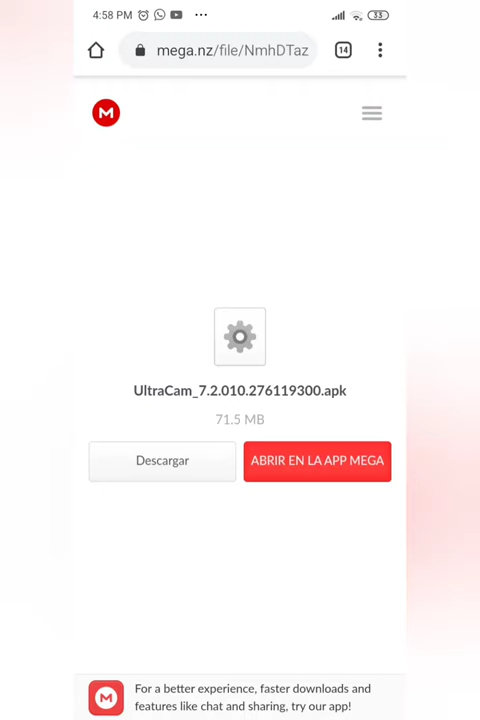 4:58 PM
33
mega.nz/file/NmhDTaz
14
M
UltraCam_7.2.010.276119300.apk
71.5 MB
Descargar
ABRIR EN LA APP MEGA
M
For a better experience, faster downloads and
features like chat and sharing, try our app!